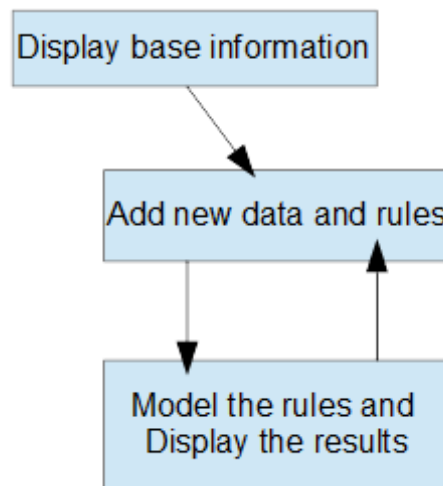 Display base information
Add new data and rules
Model the rules and
Display the results